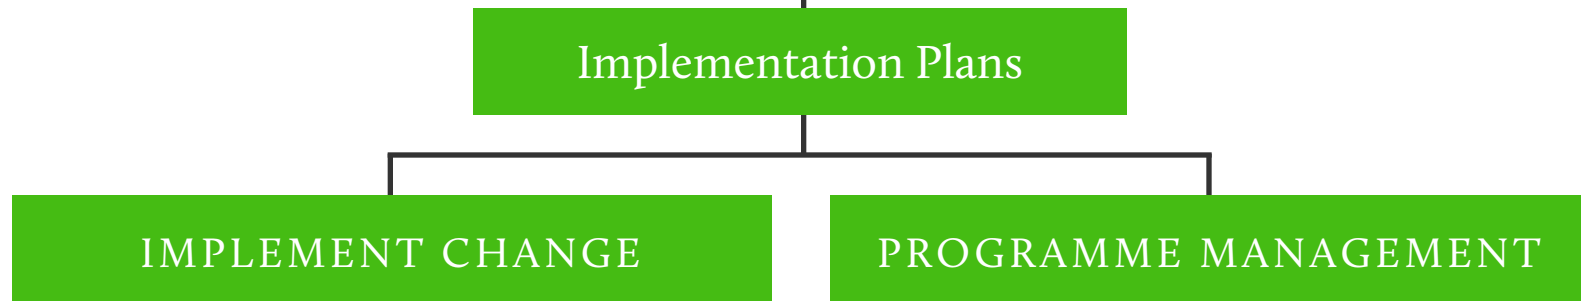 Implementation Plans
IMPLEMENT CHANGE
PROGRAMME MANAGEMENT